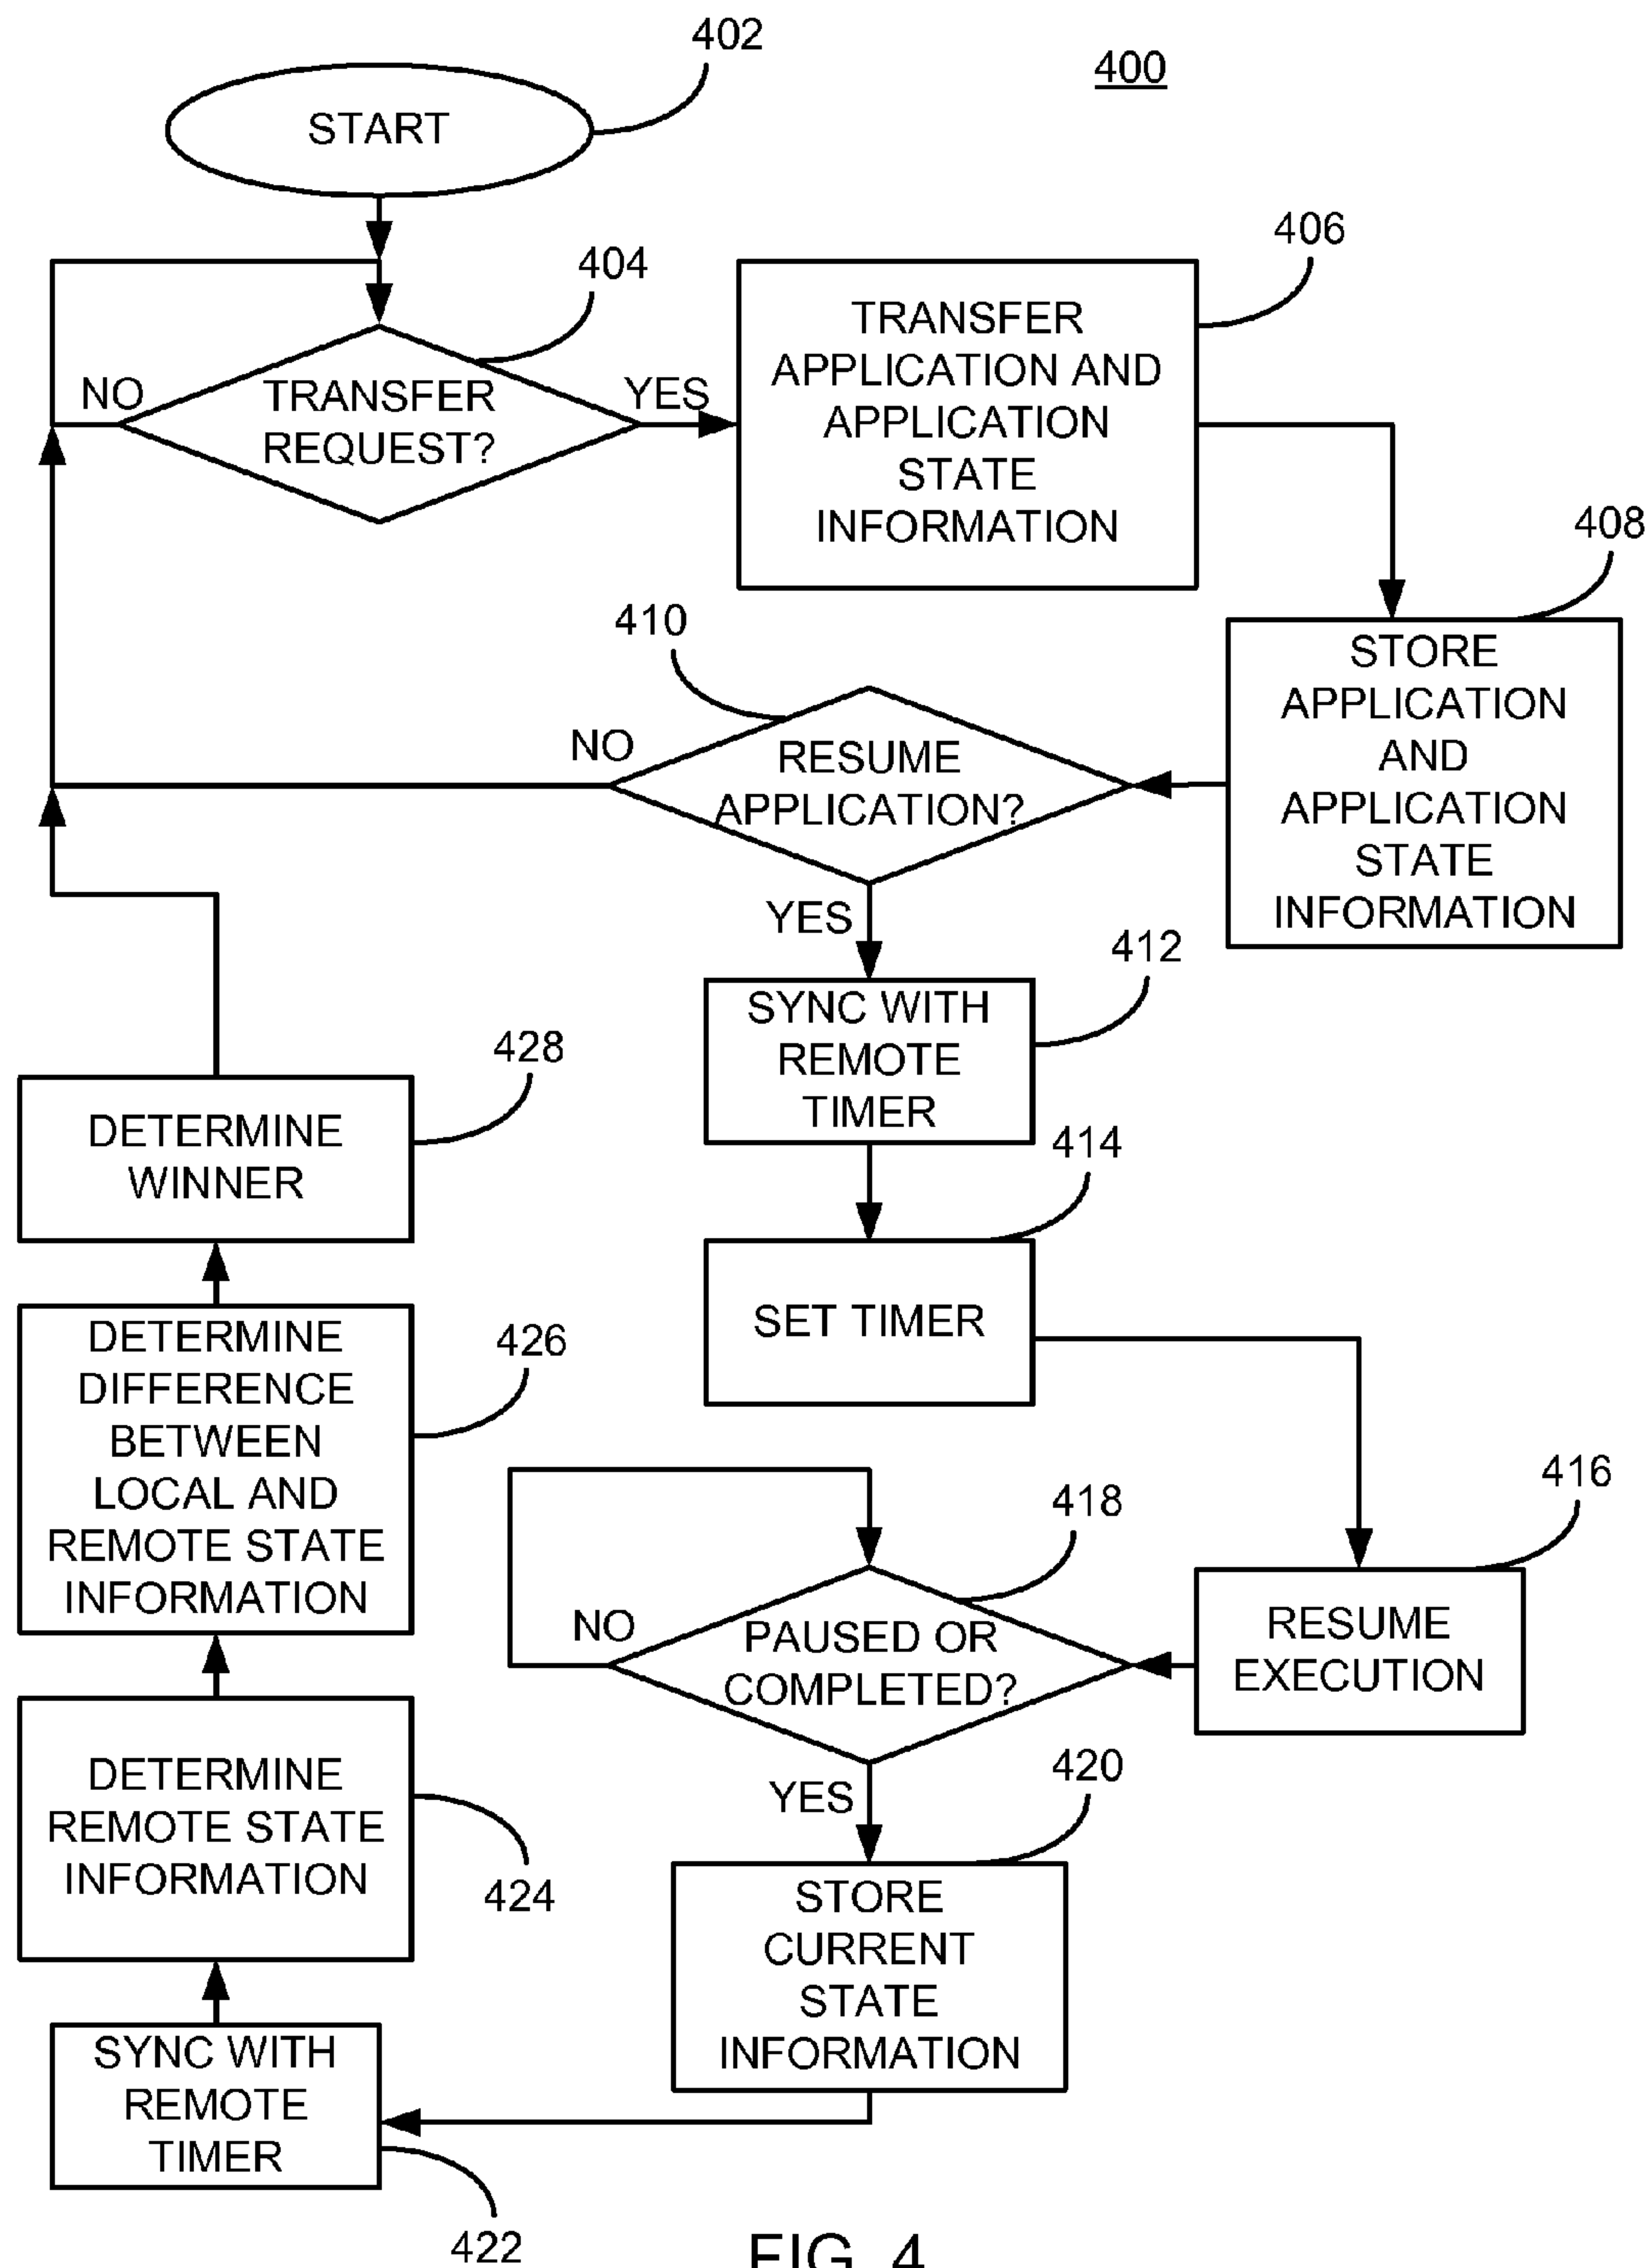 402
400
START
404
406
NO
TRANSFER
REQUEST?
YES
TRANSFER
APPLICATION AND
APPLICATION
STATE
INFORMATION
408
410
STORE
APPLICATION
AND
APPLICATION
STATE
INFORMATION
NO
RESUME
APPLICATION?
YES
412
SYNC WITH
REMOTE
TIMER
414
SET TIMER
416
RESUME
EXECUTION
418
NO
PAUSED OR
COMPLETED?
YES
420
STORE
CURRENT
STATE
INFORMATION
SYNC WITH
REMOTE
TIMER
422
DETERMINE
REMOTE STATE
INFORMATION
424
DETERMINE
DIFFERENCE
BETWEEN
LOCAL AND
REMOTE STATE
INFORMATION
426
DETERMINE
WINNER
428
FIG. 4